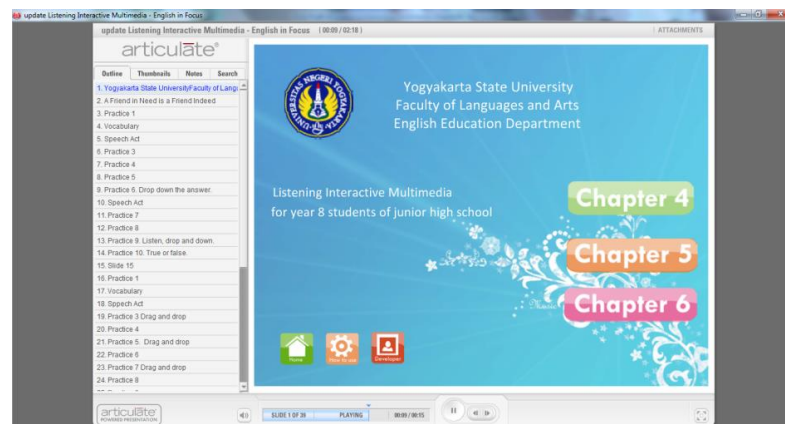 update Listening Interactive Multimedia - English in Focus
update Listening Interactive Multimedia - English in Focus ( 00:09 / 02:18 )
ATTACHMENTS
articulate®
Outline Thumbnails Notes Search
1. Yogyakarta State UniversityFaculty of Langu
2. A Friend in Need is a Friend Indeed
3. Practice 1
4. Vocabulary
5. Speech Act
6. Practice 3
7. Practice 4
8. Practice 5
9. Practice 6. Drop down the answer.
10. Speech Act
11. Practice 7
12. Practice 8
13. Practice 9. Listen, drop and down.
14. Practice 10. True or false.
15. Slide 15
16. Practice 1
17. Vocabulary
18. Sppech Act
19. Practice 3 Drag and drop
20. Practice 4
21. Practice 5. Drag and drop
22. Practice 6
23. Practice 7 Drag and drop
24. Practice 8
Yogyakarta State University
Faculty of Languages and Arts
English Education Department
Listening Interactive Multimedia
for year 8 students of junior high school
Chapter 4
Chapter 5
Chapter 6
Home
How to use
Developer
articulate
POWERED PRESENTATION
SLIDE 1 OF 39 PLAYING 00:09 / 00:15